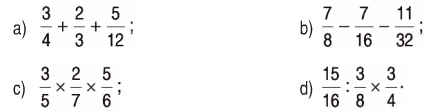 a) 3/4 + 2/3 + 5/12 ;
b) 7/8 − 7/16 − 11/32 ;
c) 3/5 × 2/7 × 5/6 ;
d) 15/16 : 3/8 × 3/4 .